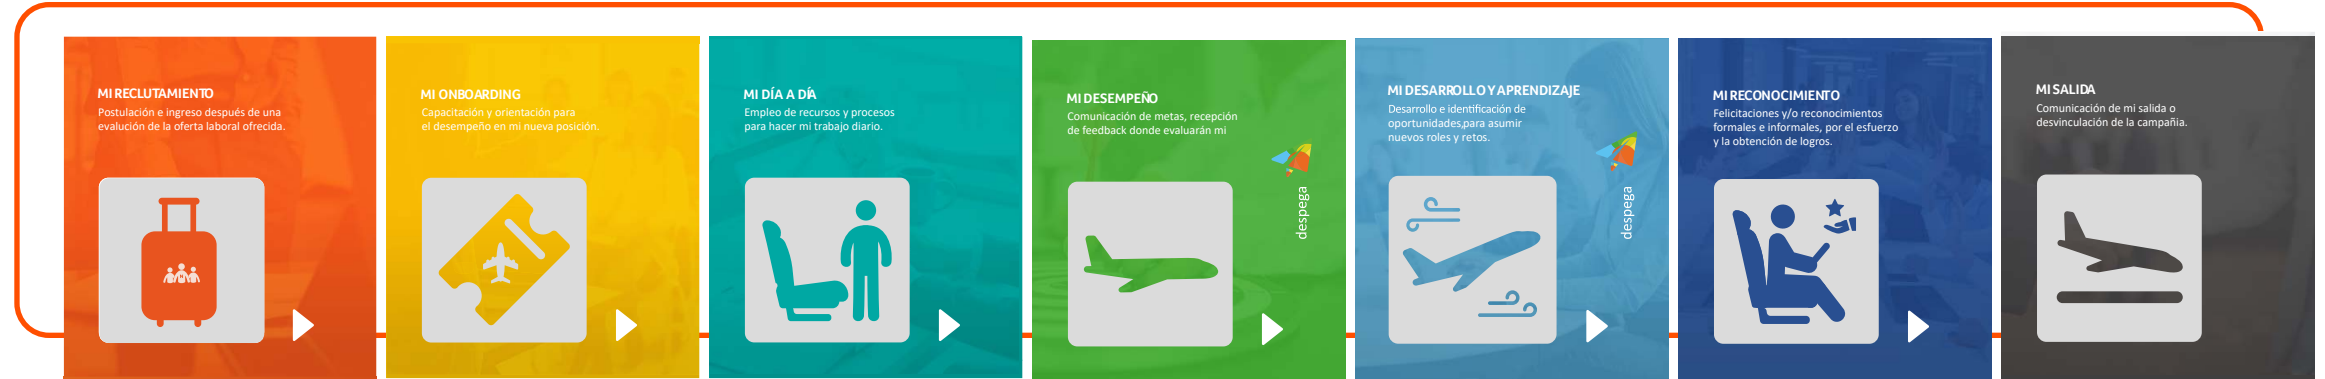 MI RECLUTAMIENTO
Postulación e ingreso después de una
evalución de la oferta laboral ofrecida.
MI ONBOARDING
Capacitación y orientación para
el desempeño en mi nueva posición.
MI DÍA A DÍA
Empleo de recursos y procesos
para hacer mi trabajo diario.
MI DESEMPEÑO
Comunicación de metas, recepción
de feedback donde evaluarán mi
despega
MI DESARROLLO Y APRENDIZAJE
Desarrollo e identificación de
oportunidades,para asumir
nuevos roles y retos.
despega
MI RECONOCIMIENTO
Felicitaciones y/o reconocimientos
formales e informales, por el esfuerzo
y la obtención de logros.
MI SALIDA
Comunicación de mi salida o
desvinculación de la campañia.